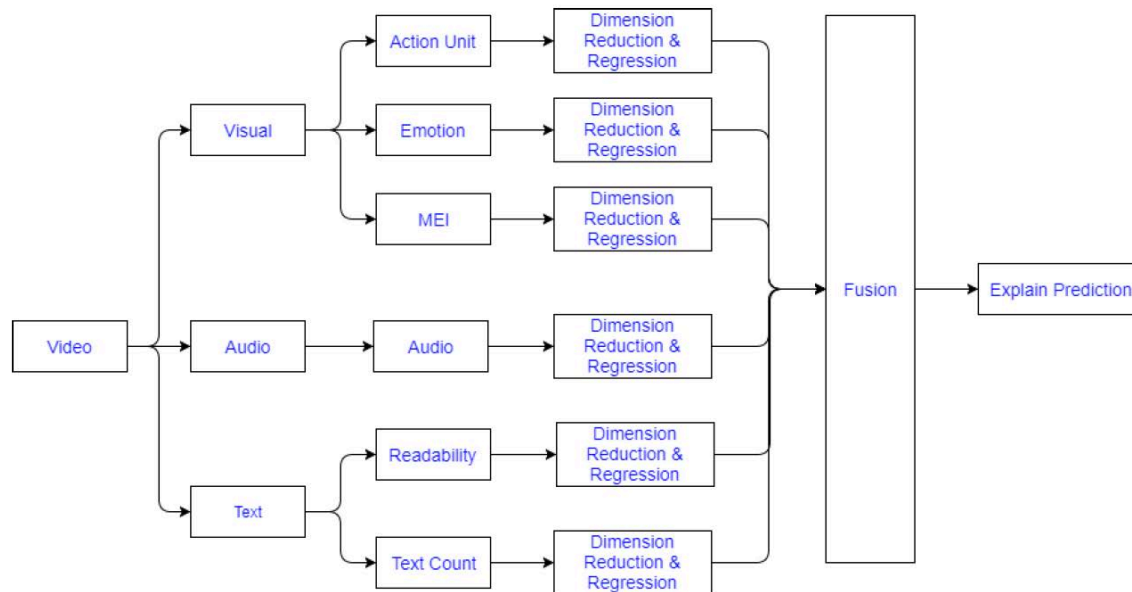 Video
Visual
Audio
Text
Action Unit
Emotion
MEI
Audio
Readability
Text Count
Dimension
Reduction &
Regression
Dimension
Reduction &
Regression
Dimension
Reduction &
Regression
Dimension
Reduction &
Regression
Dimension
Reduction &
Regression
Dimension
Reduction &
Regression
Fusion
Explain Prediction